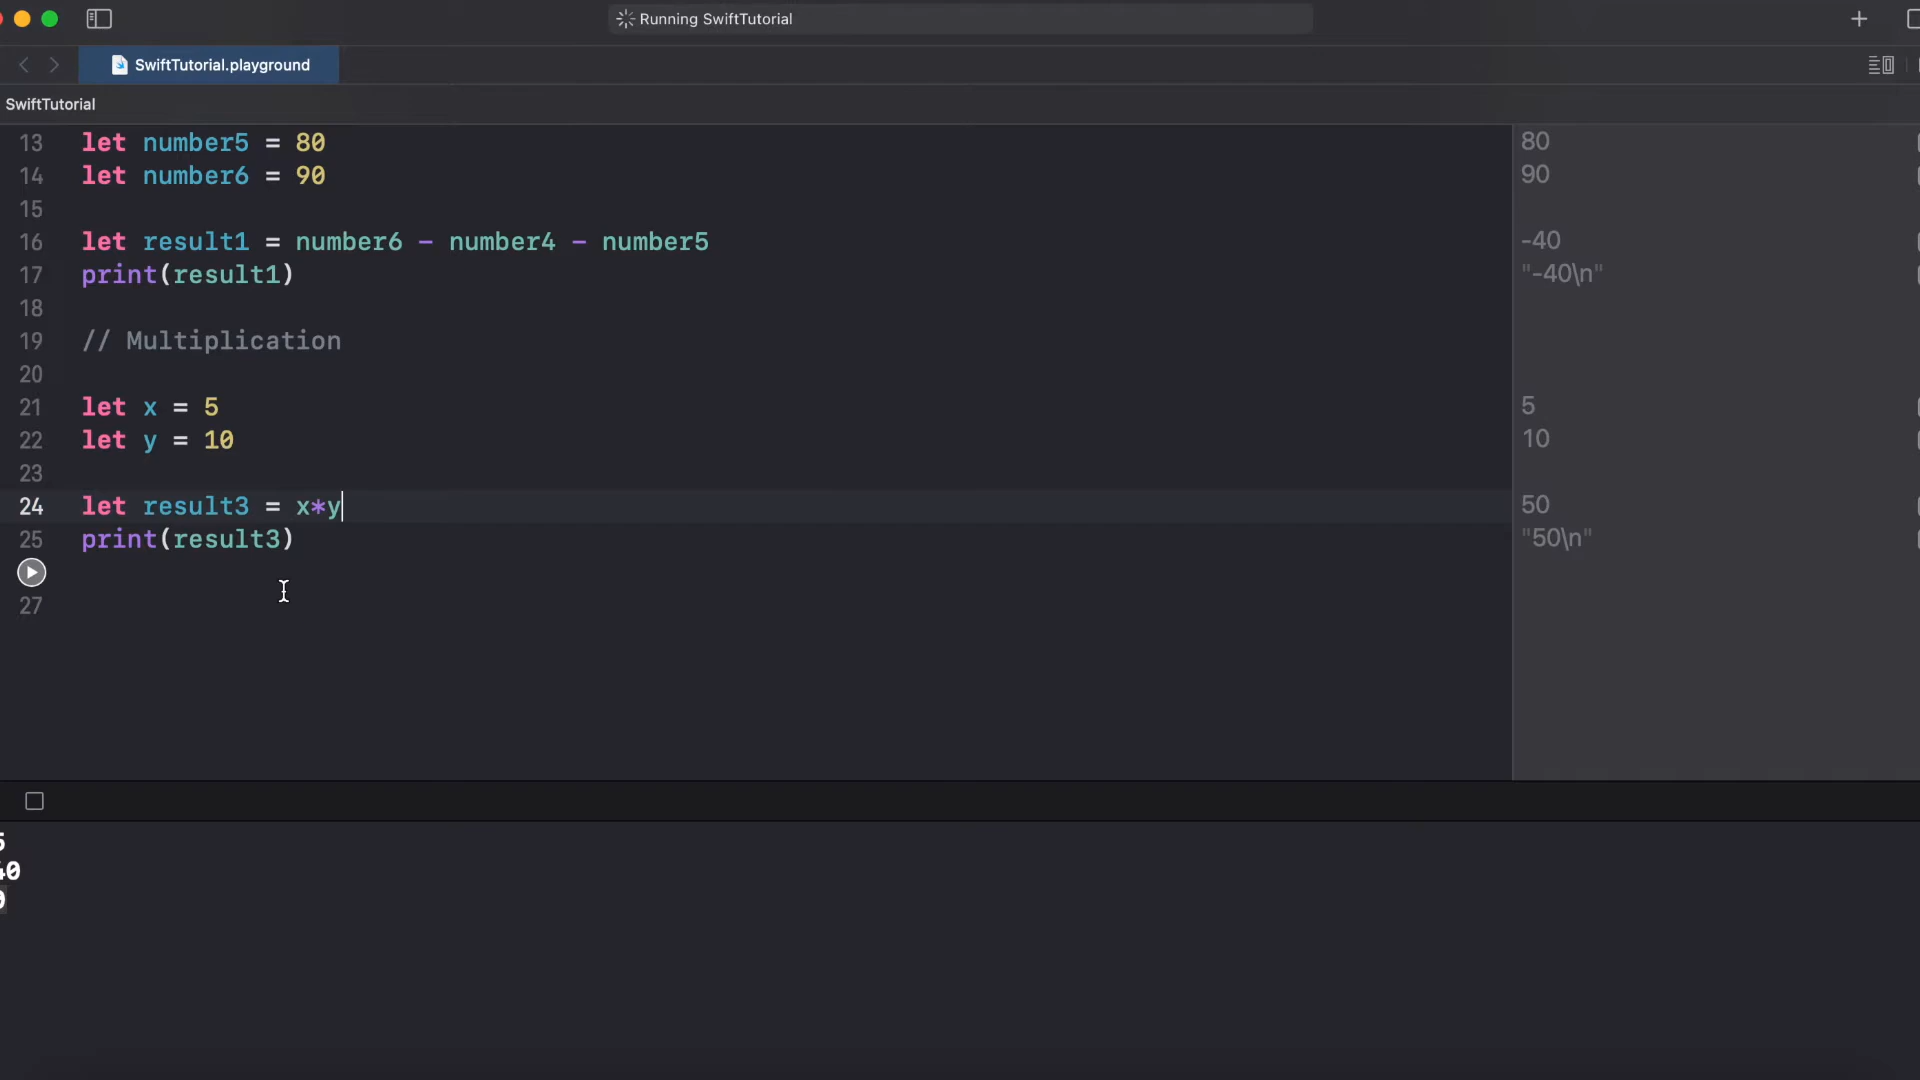 Running SwiftTutorial
SwiftTutorial.playground
SwiftTutorial
13 let number5 = 80 80
14 let number6 = 90 90
15
16 let result1 = number6 - number4 - number5 -40
17 print(result1) "-40\n"
18
19 // Multiplication
20
21 let x = 5 5
22 let y = 10 10
23
24 let result3 = x*y 50
25 print(result3) "50\n"
27
40